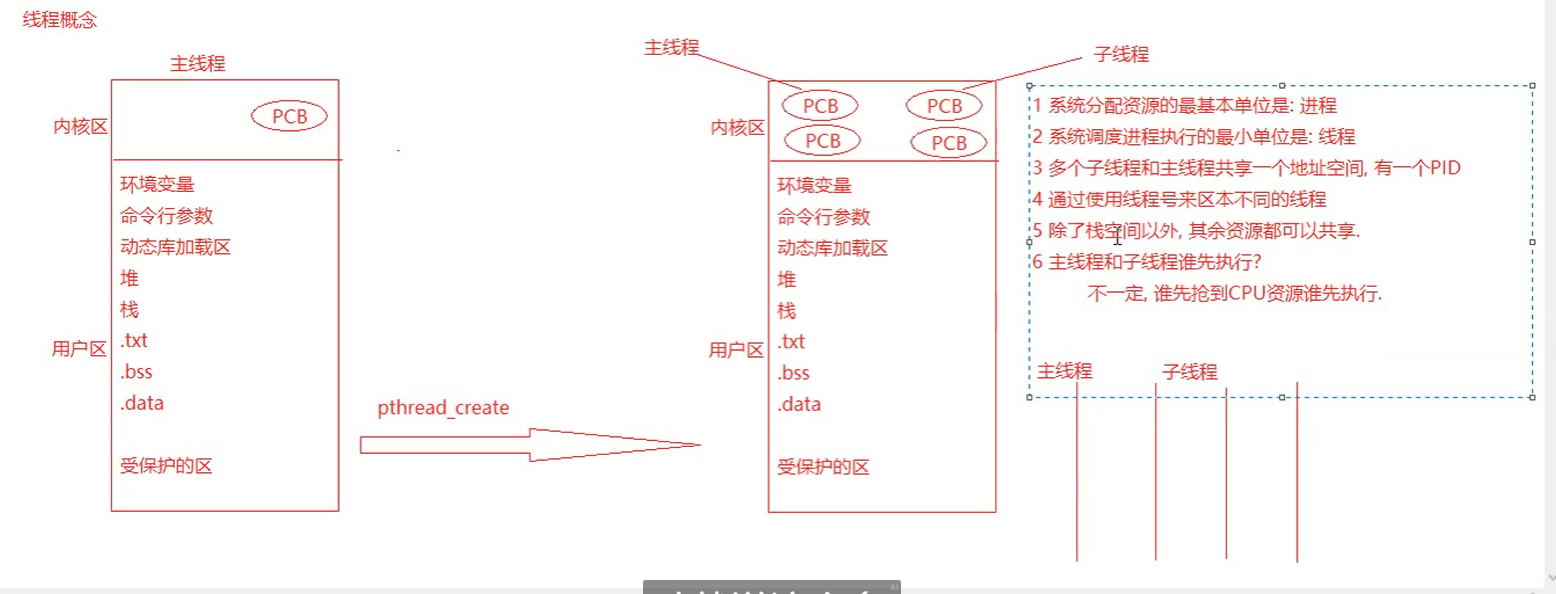 线程概念
主线程
PCB
内核区
环境变量
命令行参数
动态库加载区
堆
栈
.txt
用户区
.bss
.data
受保护的区
pthread_create
主线程
子线程
PCB
PCB
PCB
PCB
内核区
环境变量
命令行参数
动态库加载区
堆
栈
.txt
用户区
.bss
.data
受保护的区
1 系统分配资源的最基本单位是: 进程
2 系统调度进程执行的最小单位是: 线程
3 多个子线程和主线程共享一个地址空间, 有一个PID
4 通过使用线程号来区本不同的线程
5 除了栈空间以外, 其余资源都可以共享.
6 主线程和子线程谁先执行?
不一定, 谁先抢到CPU资源谁先执行.
主线程
子线程
AI